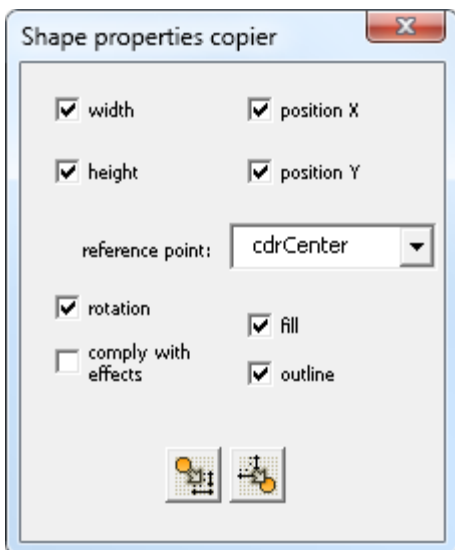 Shape properties copier
width
position X
height
position Y
reference point:
cdrCenter
rotation
fill
comply with
effects
outline